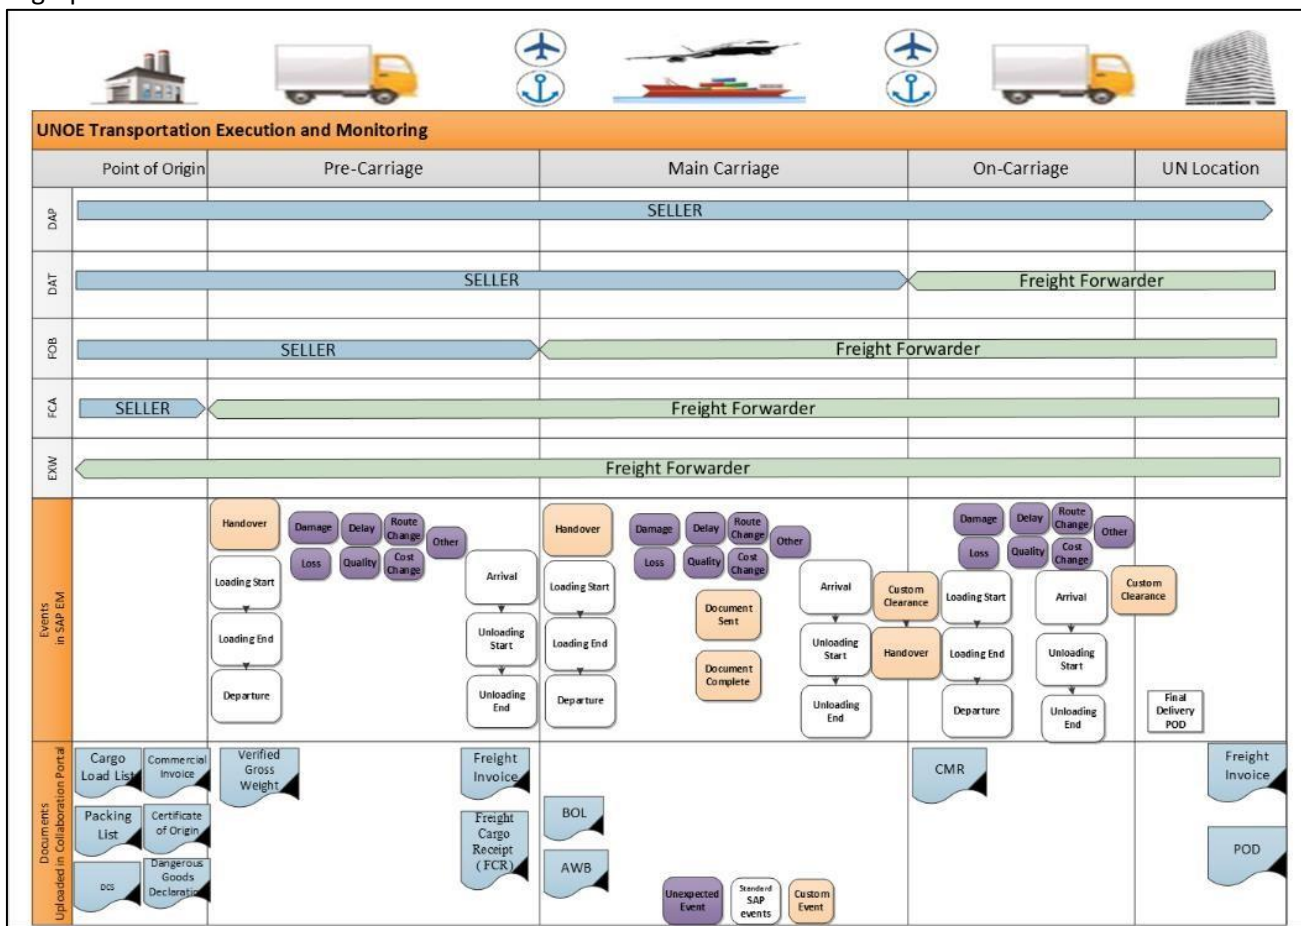 UNOE Transportation Execution and Monitoring
Point of Origin
Pre-Carriage
Main Carriage
On-Carriage
UN Location
DAP
SELLER
DAT
SELLER
Freight Forwarder
FOB
SELLER
Freight Forwarder
FCA
SELLER
Freight Forwarder
EXW
Freight Forwarder
Events
in SAP EM
Handover
Loading Start
Loading End
Departure
Damage
Delay
Route
Change
Other
Loss
Quality
Cost
Change
Arrival
Unloading
Start
Unloading
End
Handover
Loading Start
Loading End
Departure
Damage
Delay
Route
Change
Other
Loss
Quality
Cost
Change
Document
Sent
Document
Complete
Arrival
Unloading
Start
Unloading
End
Custom
Clearance
Handover
Damage
Delay
Route
Change
Other
Loss
Quality
Cost
Change
Loading Start
Loading End
Departure
Arrival
Unloading
Start
Unloading
End
Custom
Clearance
Final
Delivery
POD
Documents
Uploaded in Collaboration Portal
Cargo
Load List
Commercial
Invoice
Packing
List
Certificate
of Origin
DCS
Dangerous
Goods
Declaration
Verified
Gross
Weight
Freight
Invoice
Freight
Cargo
Receipt
(FCR)
BOL
AWB
CMR
Freight
Invoice
POD
Unexpected
Event
Standard
SAP
events
Custom
Event